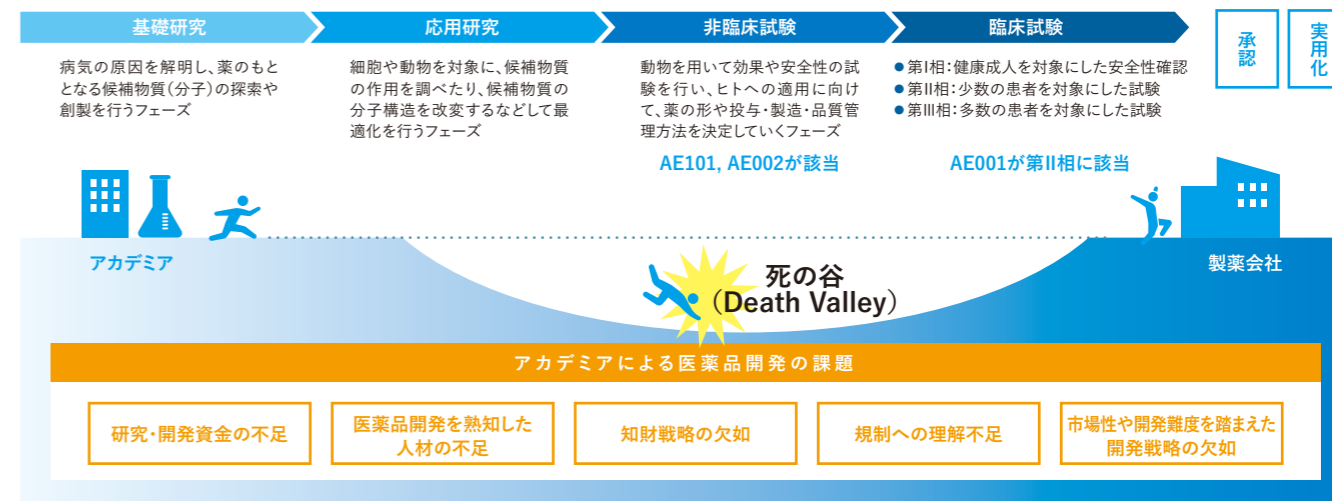 基礎研究
応用研究
非臨床試験
臨床試験
承認
実用化
病気の原因を解明し、薬のもと
となる候補物質(分子)の探索や
創製を行うフェーズ
細胞や動物を対象に、候補物質
の作用を調べたり、候補物質の
分子構造を改変するなどして最
適化を行うフェーズ
動物を用いて効果や安全性の試
験を行い、ヒトへの適用に向け
て、薬の形や投与・製造・品質管
理方法を決定していくフェーズ
AE101, AE002が該当
●第I相:健康成人を対象にした安全性確認
●第II相:少数の患者を対象にした試験
●第III相:多数の患者を対象にした試験
AE001が第II相に該当
アカデミア
製薬会社
死の谷
(Death Valley)
アカデミアによる医薬品開発の課題
研究・開発資金の不足
医薬品開発を熟知した
人材の不足
知財戦略の欠如
規制への理解不足
市場性や開発難度を踏まえた
開発戦略の欠如